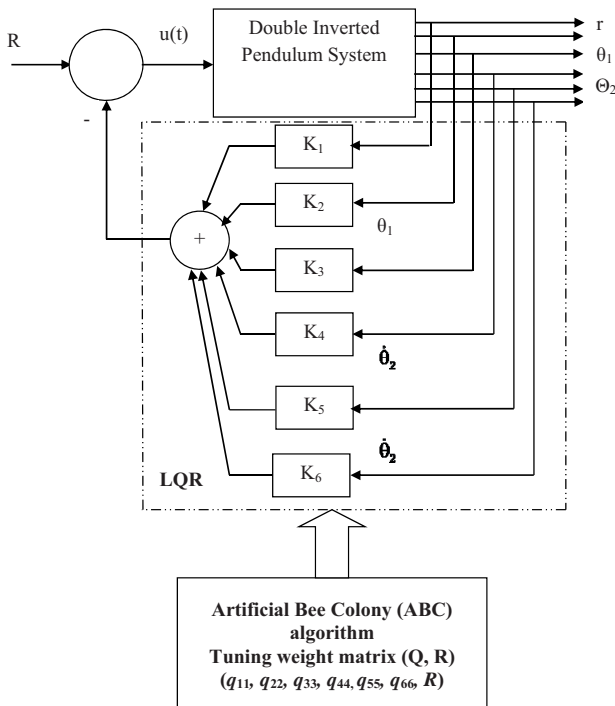 R
u(t)
Double Inverted
Pendulum System
r
θ₁
Θ₂
-
K₁
K₂
θ₁
+
K₃
K₄
θ̇₂
K₅
θ̇₂
K₆
LQR
Artificial Bee Colony (ABC)
algorithm
Tuning weight matrix (Q, R)
(q₁₁, q₂₂, q₃₃, q₄₄, q₅₅, q₆₆, R)